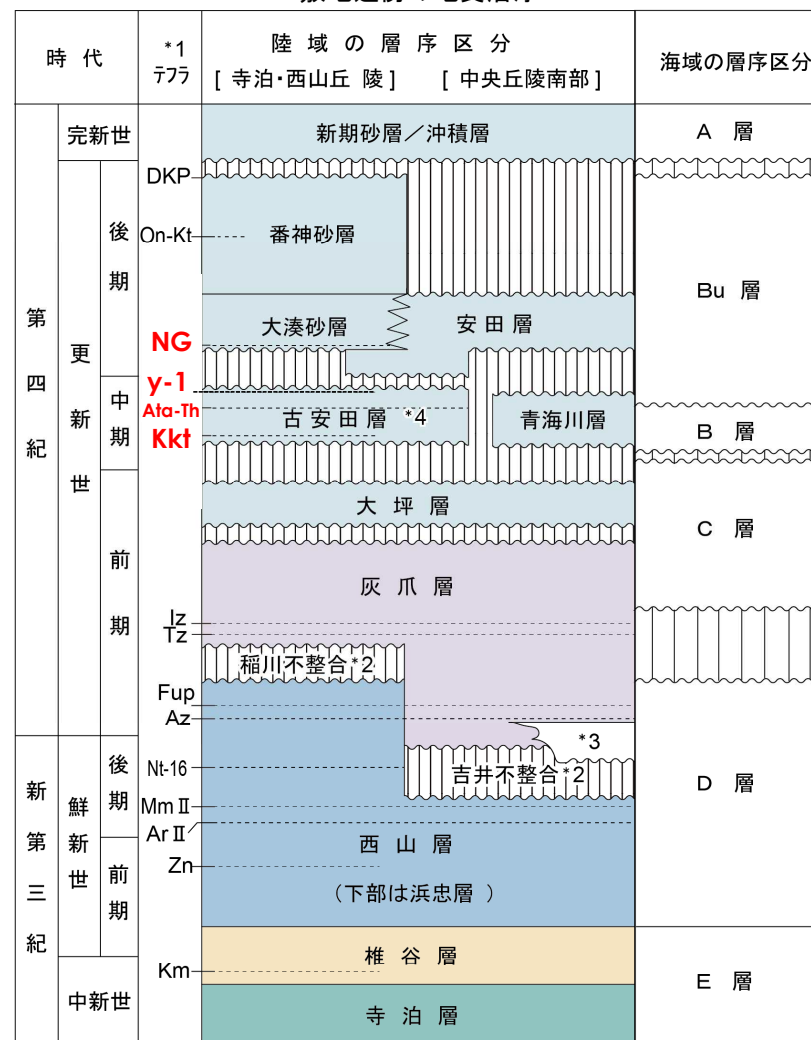 時代
*1
テフラ
陸域の層序区分
[寺泊・西山丘陵]
[中央丘陵南部]
海域の層序区分
第四紀
新第三紀
完新世
更新世
鮮新世
中新世
後期
中期
前期
後期
前期
DKP
On-Kt
NG
y-1
Ata-Th
Kkt
Iz
Tz
Fup
Az
Nt-16
MmⅡ
ArⅡ
Zn
Km
新期砂層/沖積層
番神砂層
大湊砂層
安田層
古安田層 *4
青海川層
大坪層
灰爪層
稲川不整合*2
*3
吉井不整合*2
西山層
(下部は浜忠層)
椎谷層
寺泊層
A層
Bu層
B層
C層
D層
E層